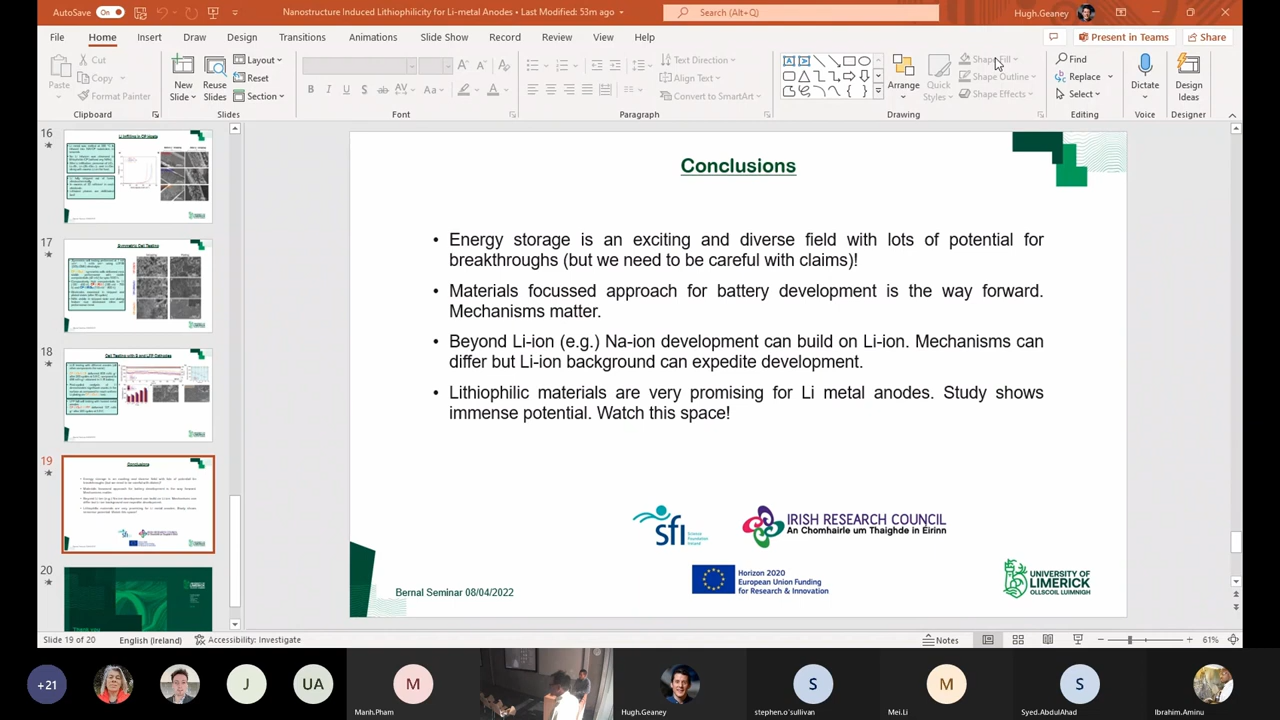 AutoSave On Nanostructure Induced Lithiophilicity for Li-metal Anodes • Last Modified: 53m ago Search (Alt+Q) Hugh.Geaney
File Home Insert Draw Design Transitions Animations Slide Show Record Review View Help Present in Teams Share
Paste Cut Copy Format Painter
Clipboard
New Slide Reuse Slides Layout Reset Section
Slides
Font
Text Direction Align Text Convert to SmartArt
Paragraph
Arrange Quick Styles Shape Fill Shape Outline Shape Effects
Drawing
Find Replace Select
Editing
Dictate
Voice
Design Ideas
Designer
16
17
Symmetric Cell Testing
18
19
Conclusions
20
Thank you
Conclusions
• Energy storage is an exciting and diverse field with lots of potential for
breakthroughs (but we need to be careful with claims)!
• Materials focussed approach for battery development is the way forward.
Mechanisms matter.
• Beyond Li-ion (e.g.) Na-ion development can build on Li-ion. Mechanisms can
differ but Li-ion background can expedite development.
• Lithiophilic materials are very promising for Li metal anodes. Study shows
immense potential. Watch this space!
sfi Science Foundation Ireland
IRISH RESEARCH COUNCIL
An Chomhairle um Thaighde in Éirinn
Horizon 2020
European Union Funding
for Research & Innovation
UNIVERSITY OF
LIMERICK
OLLSCOIL LUIMNIGH
Bernal Seminar 08/04/2022
Slide 19 of 20 English (Ireland) Accessibility: Investigate Notes 61%
+21 J UA M S M S
Manh.Pham Hugh.Geaney stephen.o'sullivan Mei.Li Syed.AbdulAhad Ibrahim.Aminu